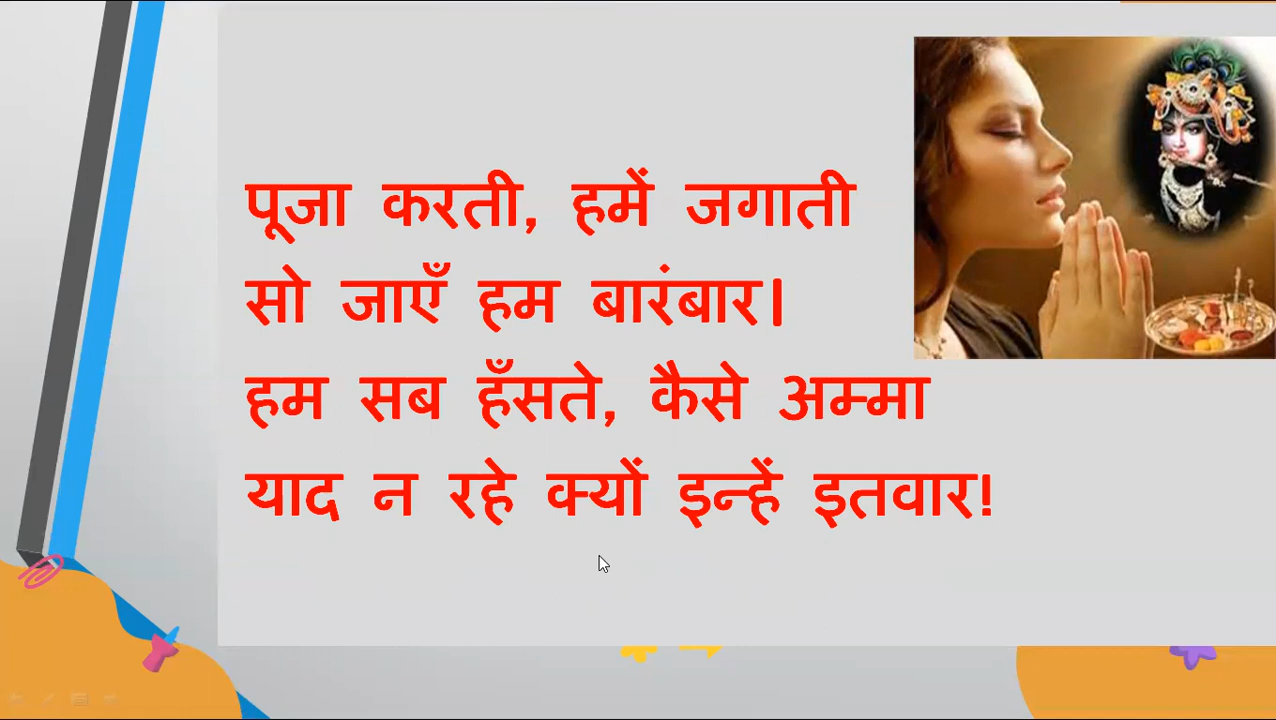 पूजा करती, हमें जगाती
सो जाएँ हम बारंबार।
हम सब हँसते, कैसे अम्मा
याद न रहे क्यों इन्हें इतवार!